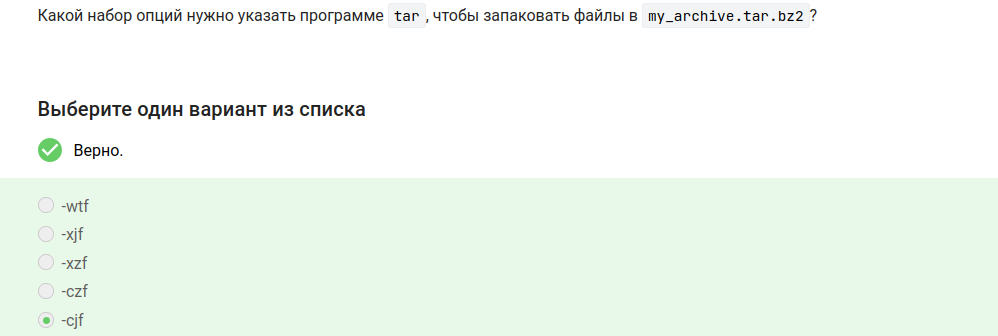 Какой набор опций нужно указать программе tar, чтобы запаковать файлы в my_archive.tar.bz2?
Выберите один вариант из списка
Верно.
-wtf
-xjf
-xzf
-czf
-cjf